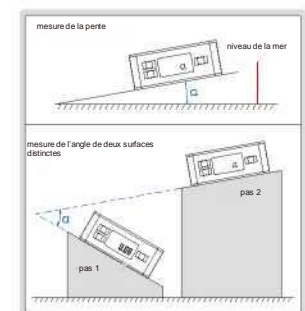 mesure de la pente
niveau de la mer
α
α
mesure de l'angle de deux surfaces
distinctes
pas 2
α
α
pas 1